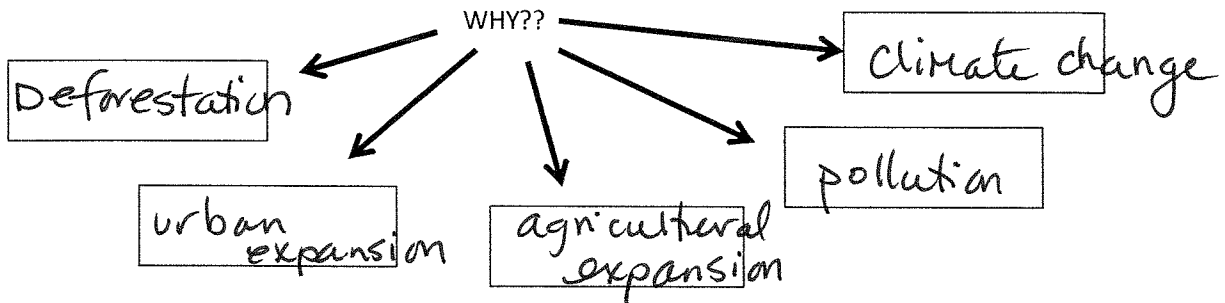 WHY??
Climate change
Deforestation
pollution
urban
expansion
agricultural
expansion